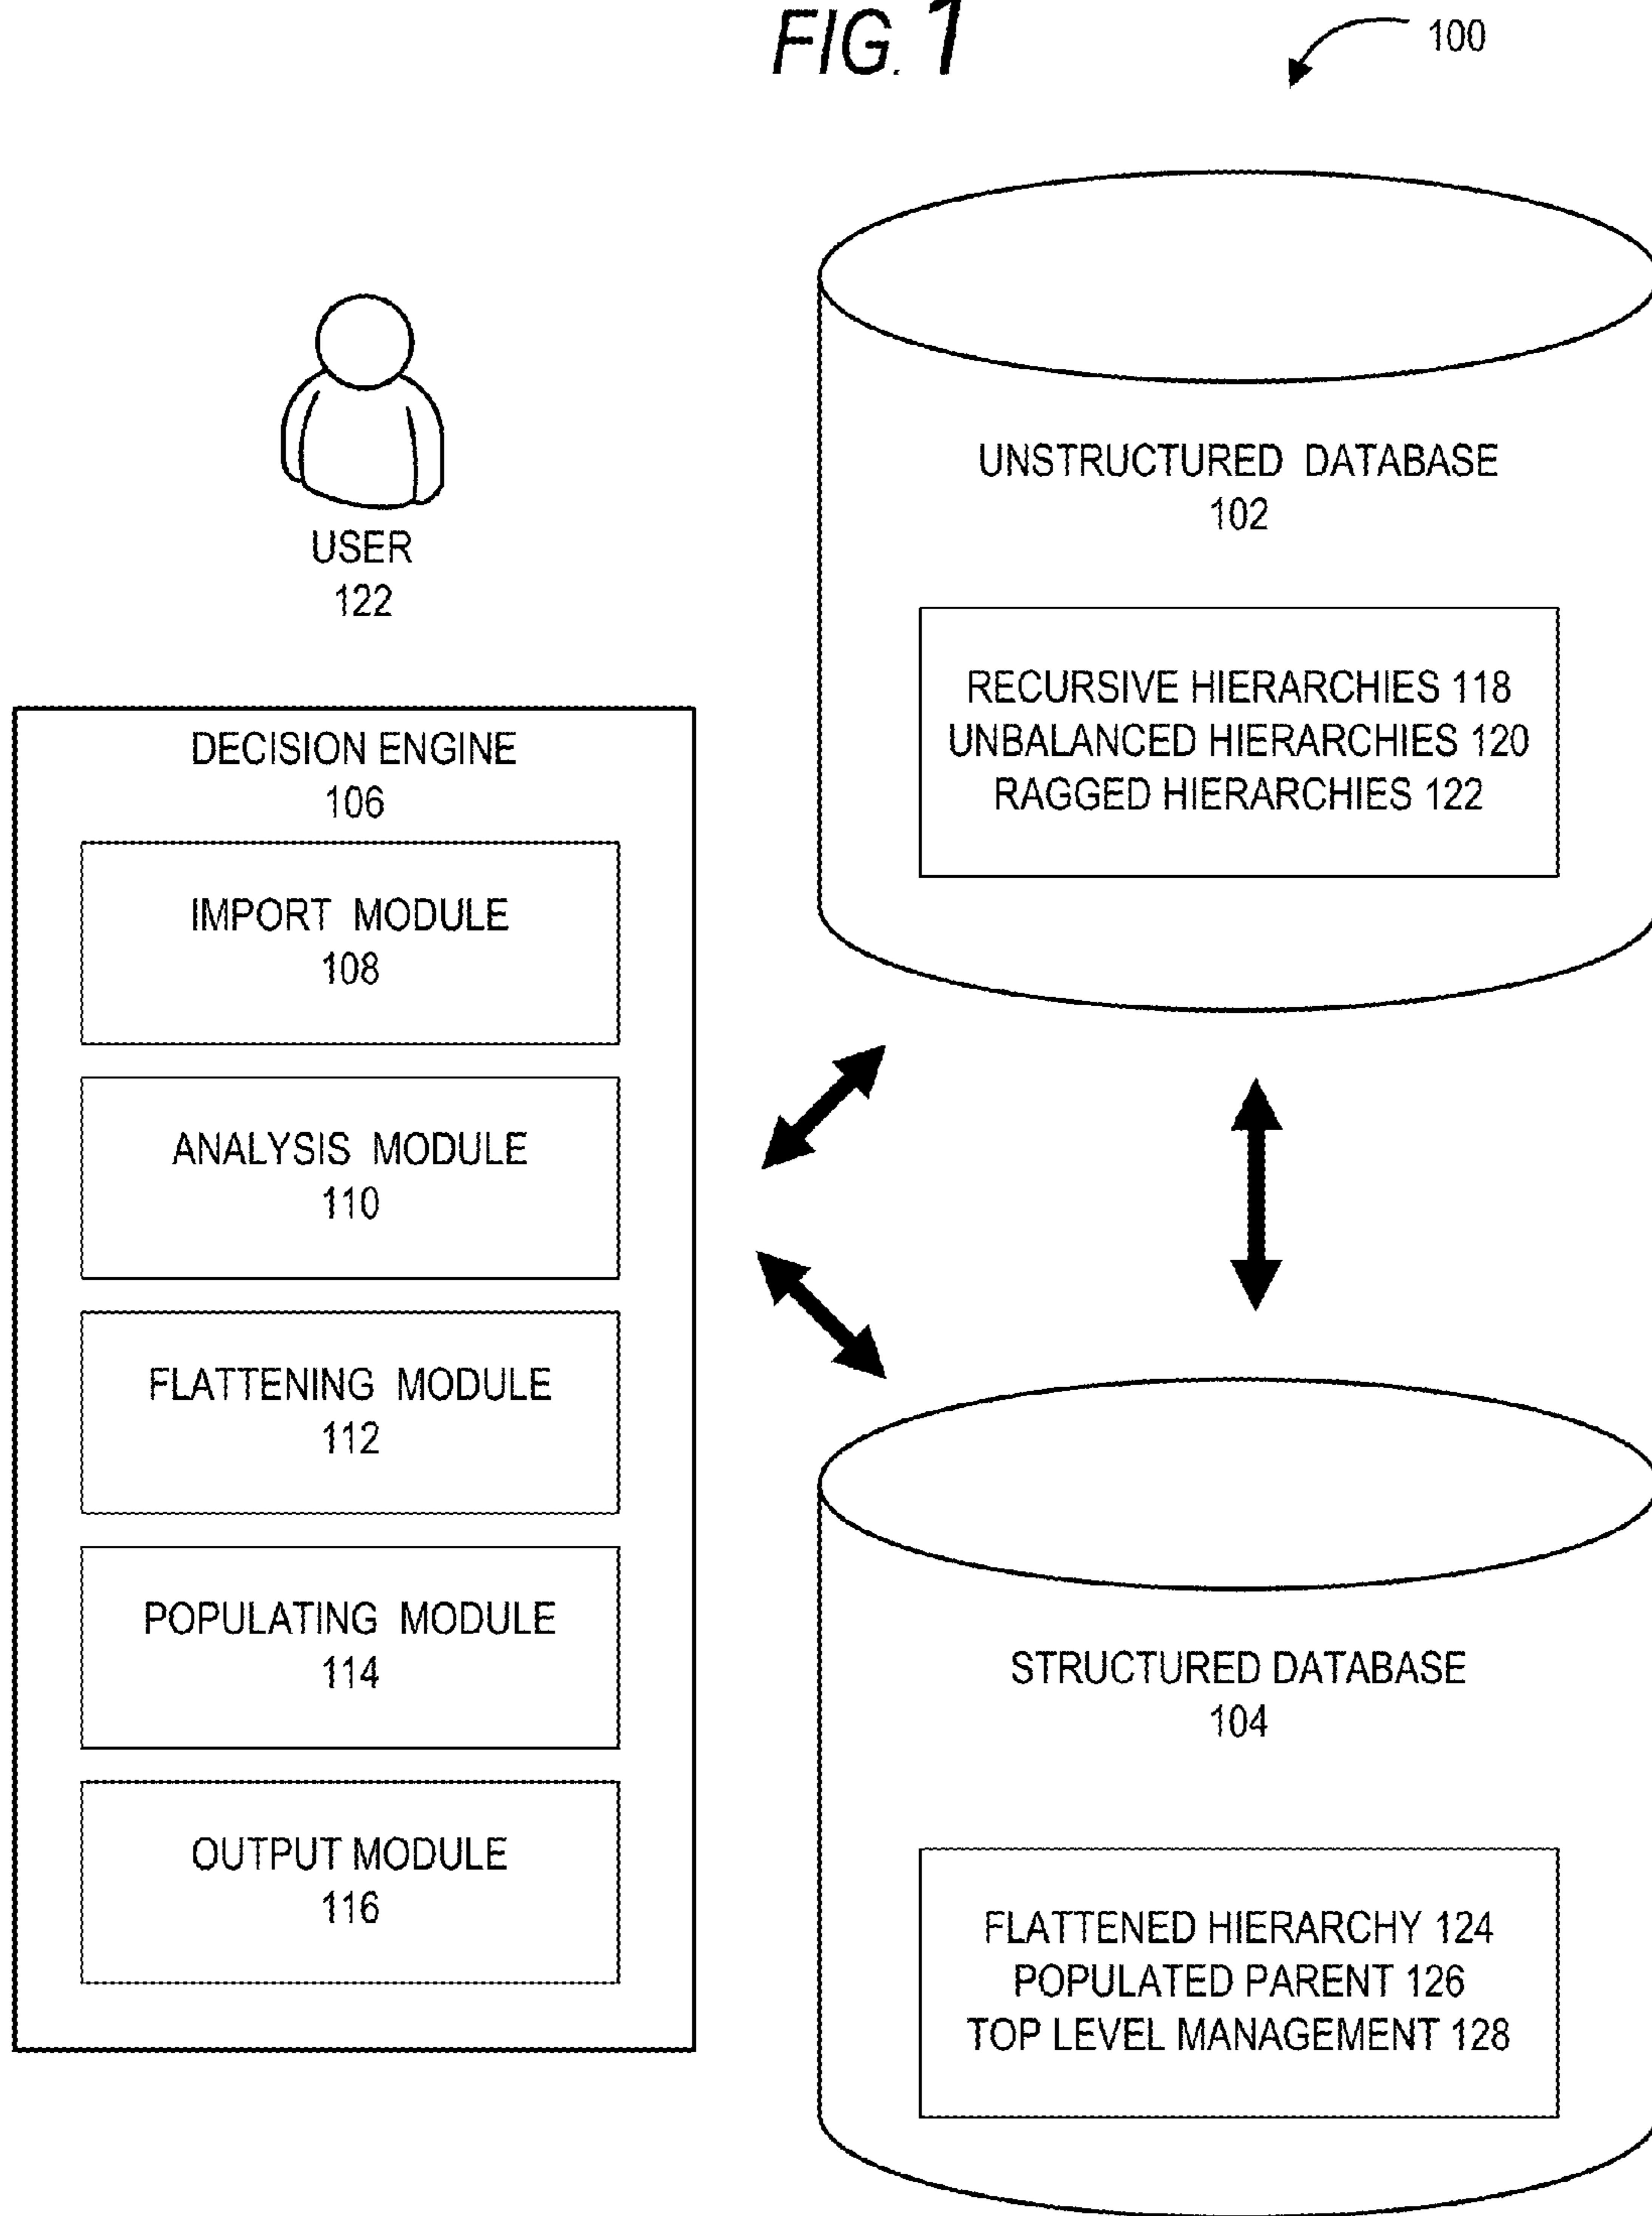 FIG. 1
100
UNSTRUCTURED DATABASE
102
RECURSIVE HIERARCHIES 118
UNBALANCED HIERARCHIES 120
RAGGED HIERARCHIES 122
USER
122
DECISION ENGINE
106
IMPORT MODULE
108
ANALYSIS MODULE
110
FLATTENING MODULE
112
POPULATING MODULE
114
OUTPUT MODULE
116
STRUCTURED DATABASE
104
FLATTENED HIERARCHY 124
POPULATED PARENT 126
TOP LEVEL MANAGEMENT 128